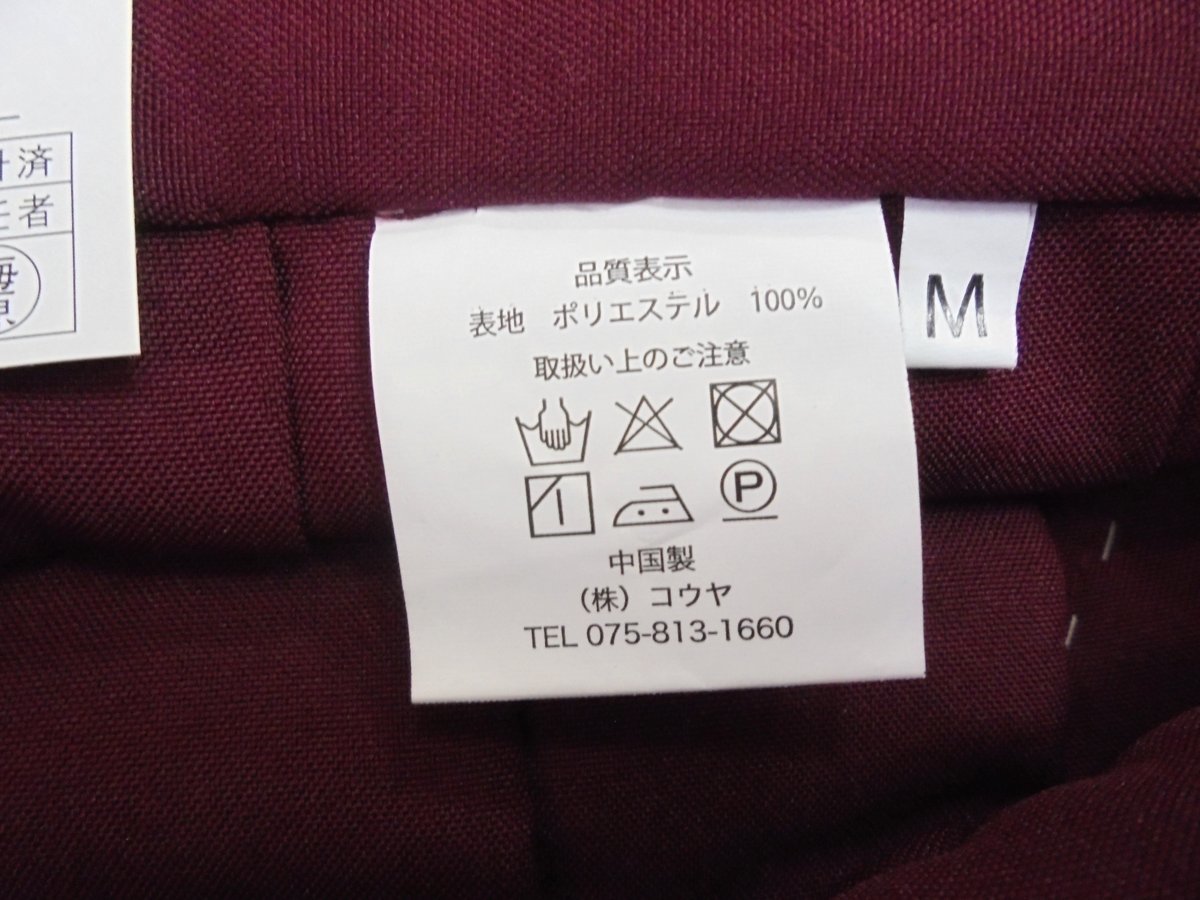 済
者
品質表示
表地 ポリエステル 100%
取扱い上のご注意
P
中国製
(株) コウヤ
TEL 075-813-1660
M